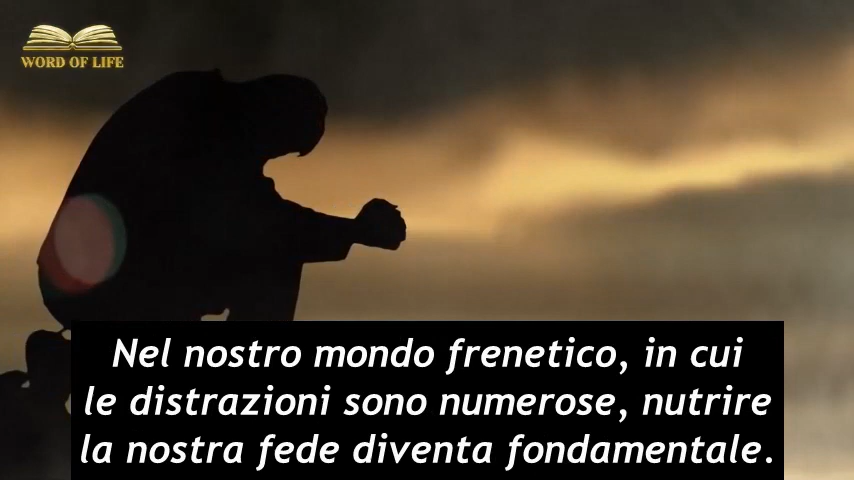 WORD OF LIFE
Nel nostro mondo frenetico, in cui
le distrazioni sono numerose, nutrire
la nostra fede diventa fondamentale.